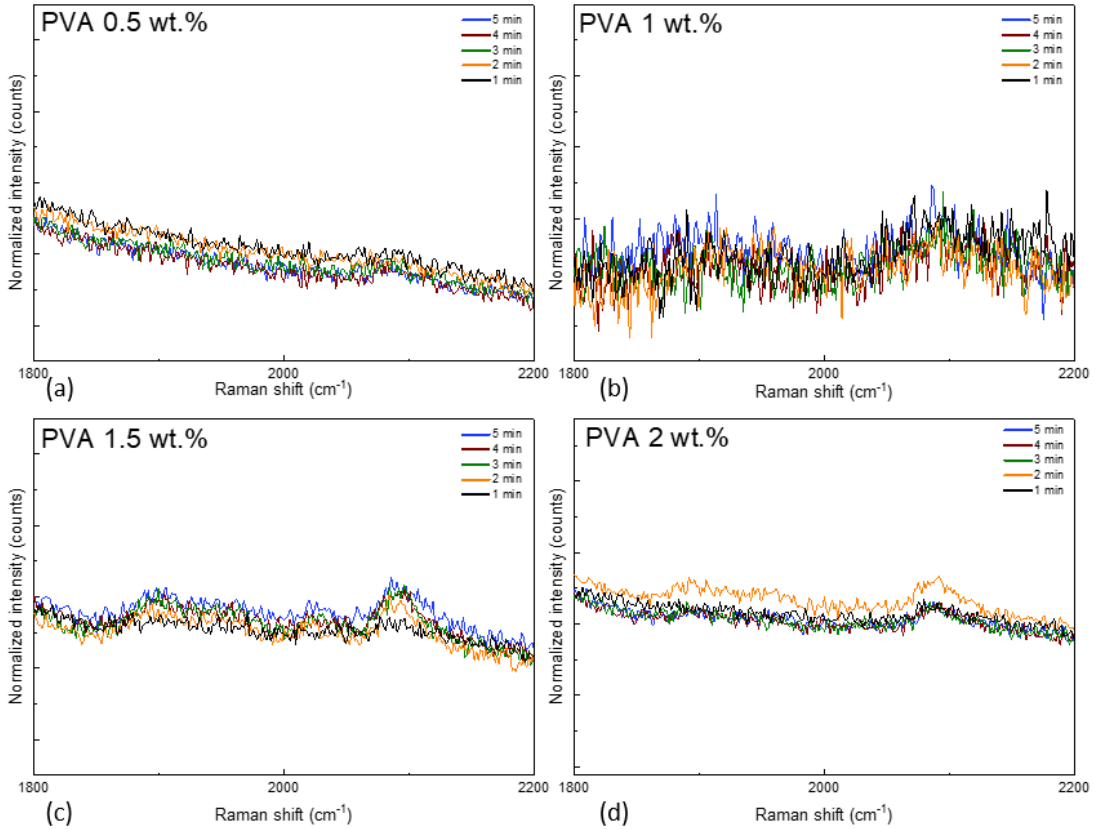 PVA 0.5 wt.%
5 min
4 min
3 min
2 min
1 min
Normalized intensity (counts)
1800
2000
2200
(a)
Raman shift (cm⁻¹)
PVA 1 wt.%
5 min
4 min
3 min
2 min
1 min
Normalized intensity (counts)
1800
2000
2200
(b)
Raman shift (cm⁻¹)
PVA 1.5 wt.%
5 min
4 min
3 min
2 min
1 min
Normalized intensity (counts)
1800
2000
2200
(c)
Raman shift (cm⁻¹)
PVA 2 wt.%
5 min
4 min
3 min
2 min
1 min
Normalized intensity (counts)
1800
2000
2200
(d)
Raman shift (cm⁻¹)